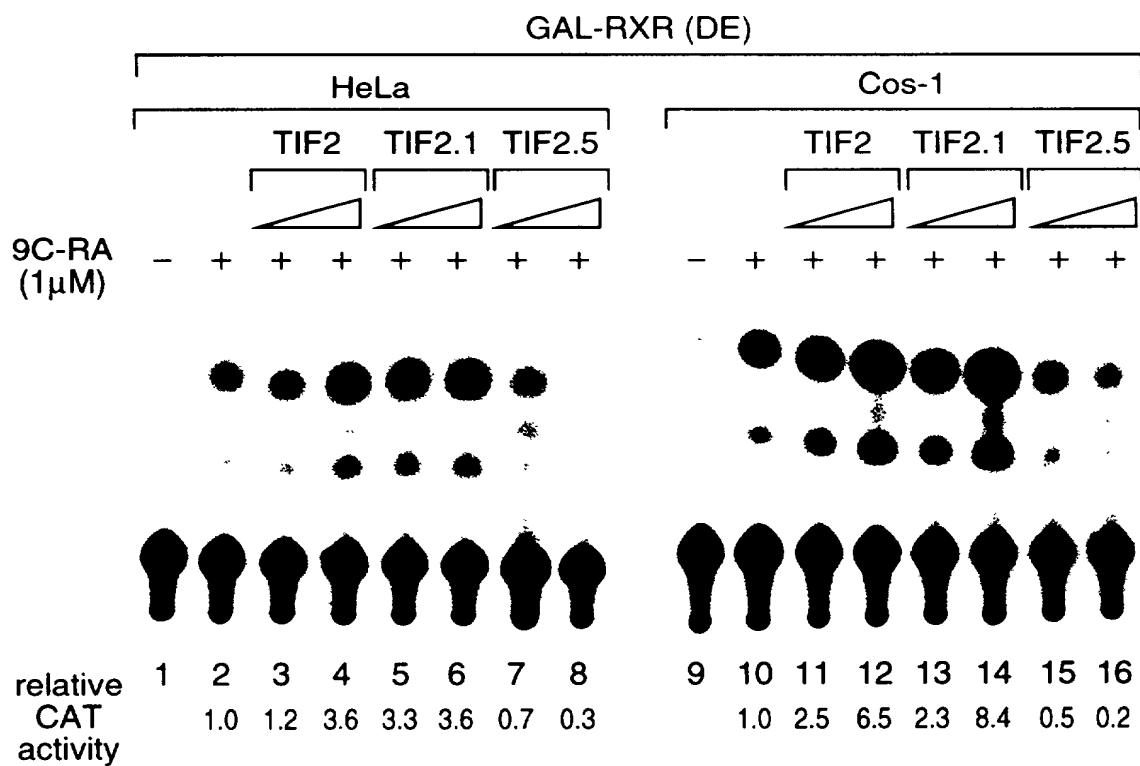 GAL-RXR (DE)
HeLa Cos-1
TIF2 TIF2.1 TIF2.5 TIF2 TIF2.1 TIF2.5
9C-RA
(1µM)
− + + + + + + + − + + + + + + +
1 2 3 4 5 6 7 8 9 10 11 12 13 14 15 16
relative
CAT
activity
1.0 1.2 3.6 3.3 3.6 0.7 0.3 1.0 2.5 6.5 2.3 8.4 0.5 0.2